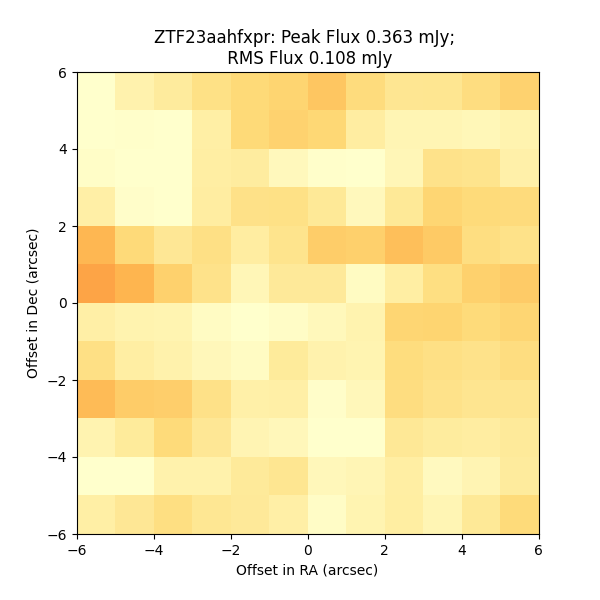 ZTF23aahfxpr: Peak Flux 0.363 mJy;
RMS Flux 0.108 mJy
6
4
2
0
−2
−4
−6
Offset in Dec (arcsec)
−6 −4 −2 0 2 4 6
Offset in RA (arcsec)